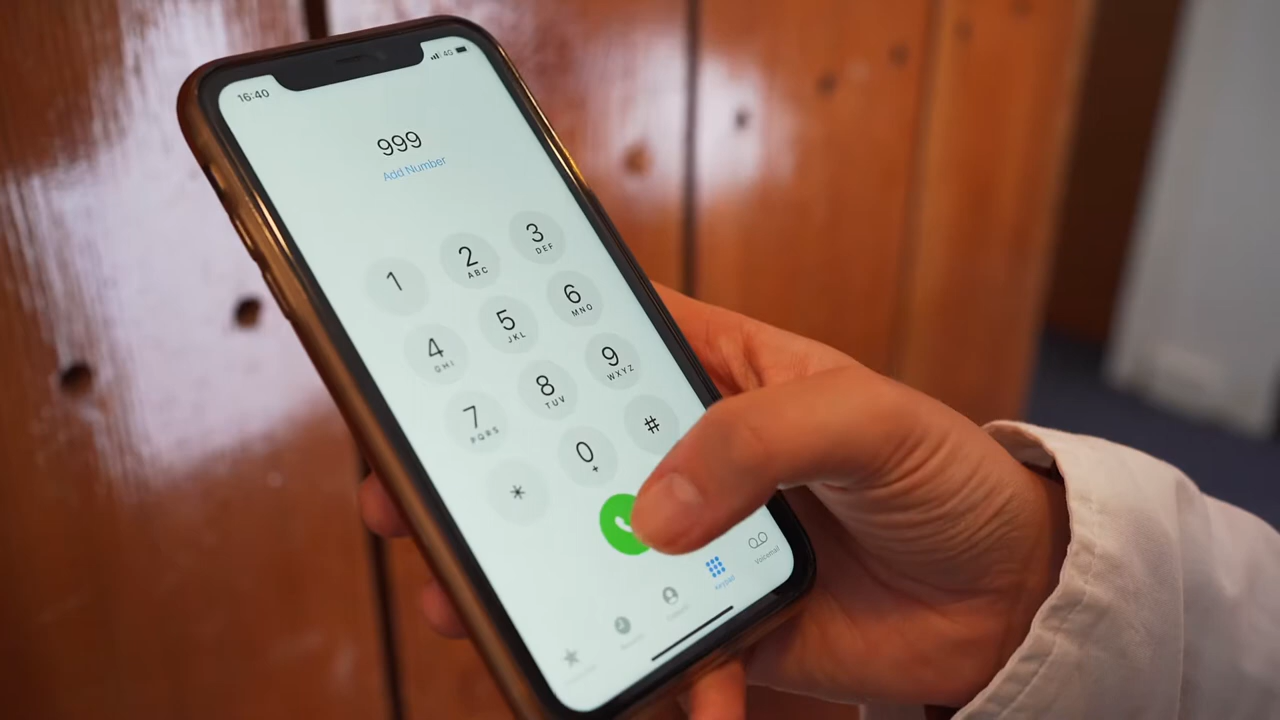 16:40
4G
999
Add Number
1
2
ABC
3
DEF
4
GHI
5
JKL
6
MNO
7
PQRS
8
TUV
9
WXYZ
*
0
+
#
Keypad
Voicemail